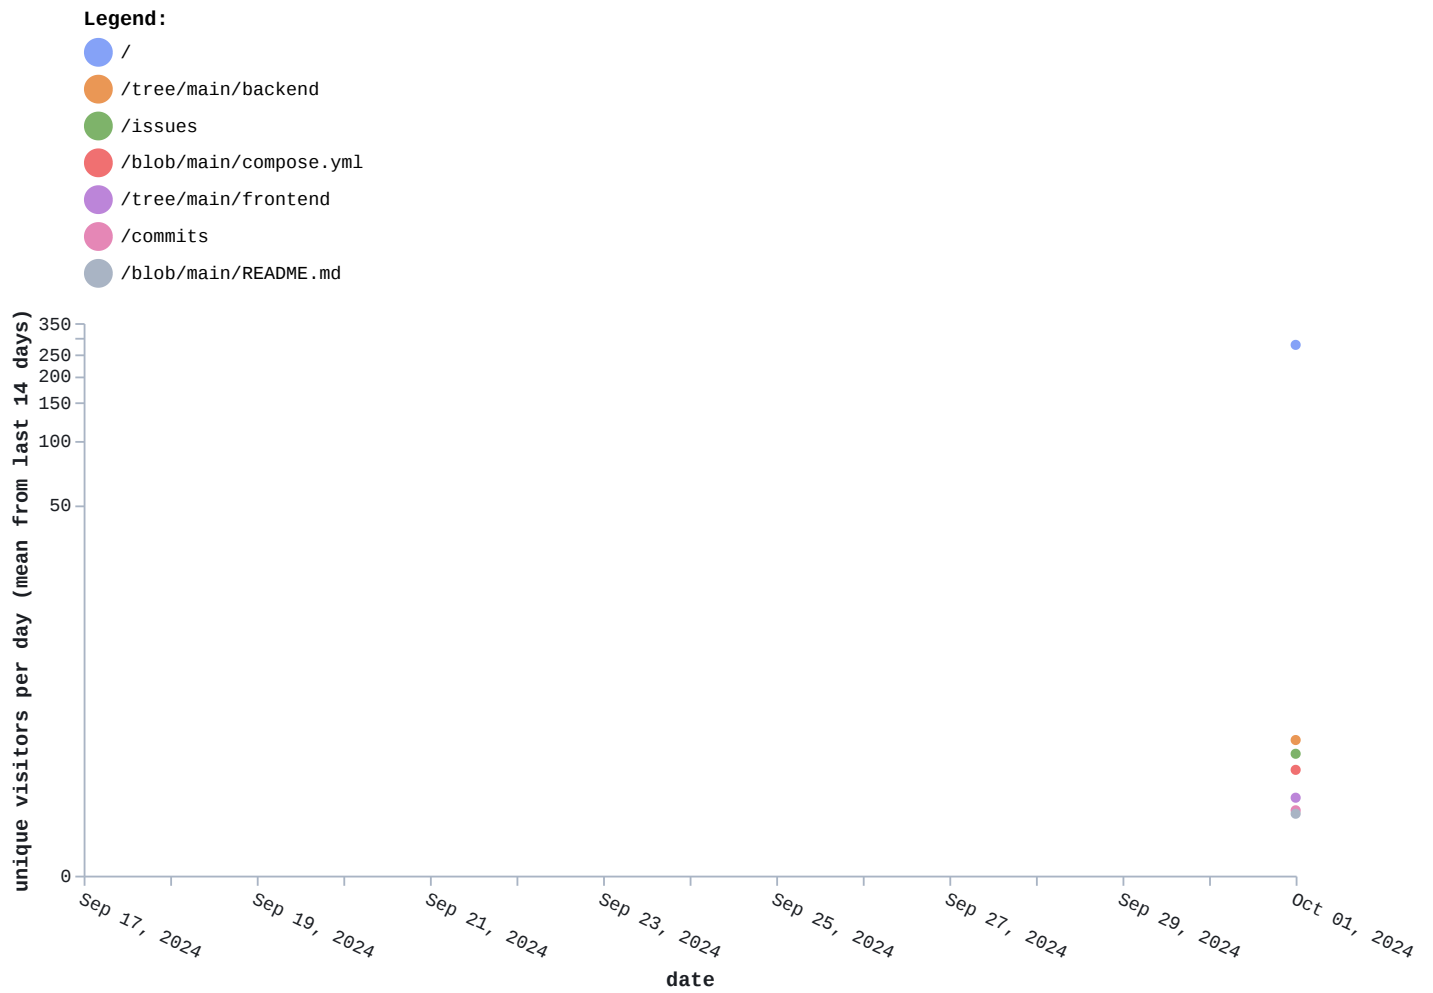 Legend:
/
/tree/main/backend
/issues
/blob/main/compose.yml
/tree/main/frontend
/commits
/blob/main/README.md
unique visitors per day (mean from last 14 days)
350
250
200
150
100
50
0
Sep 17, 2024
Sep 19, 2024
Sep 21, 2024
Sep 23, 2024
Sep 25, 2024
Sep 27, 2024
Sep 29, 2024
Oct 01, 2024
date